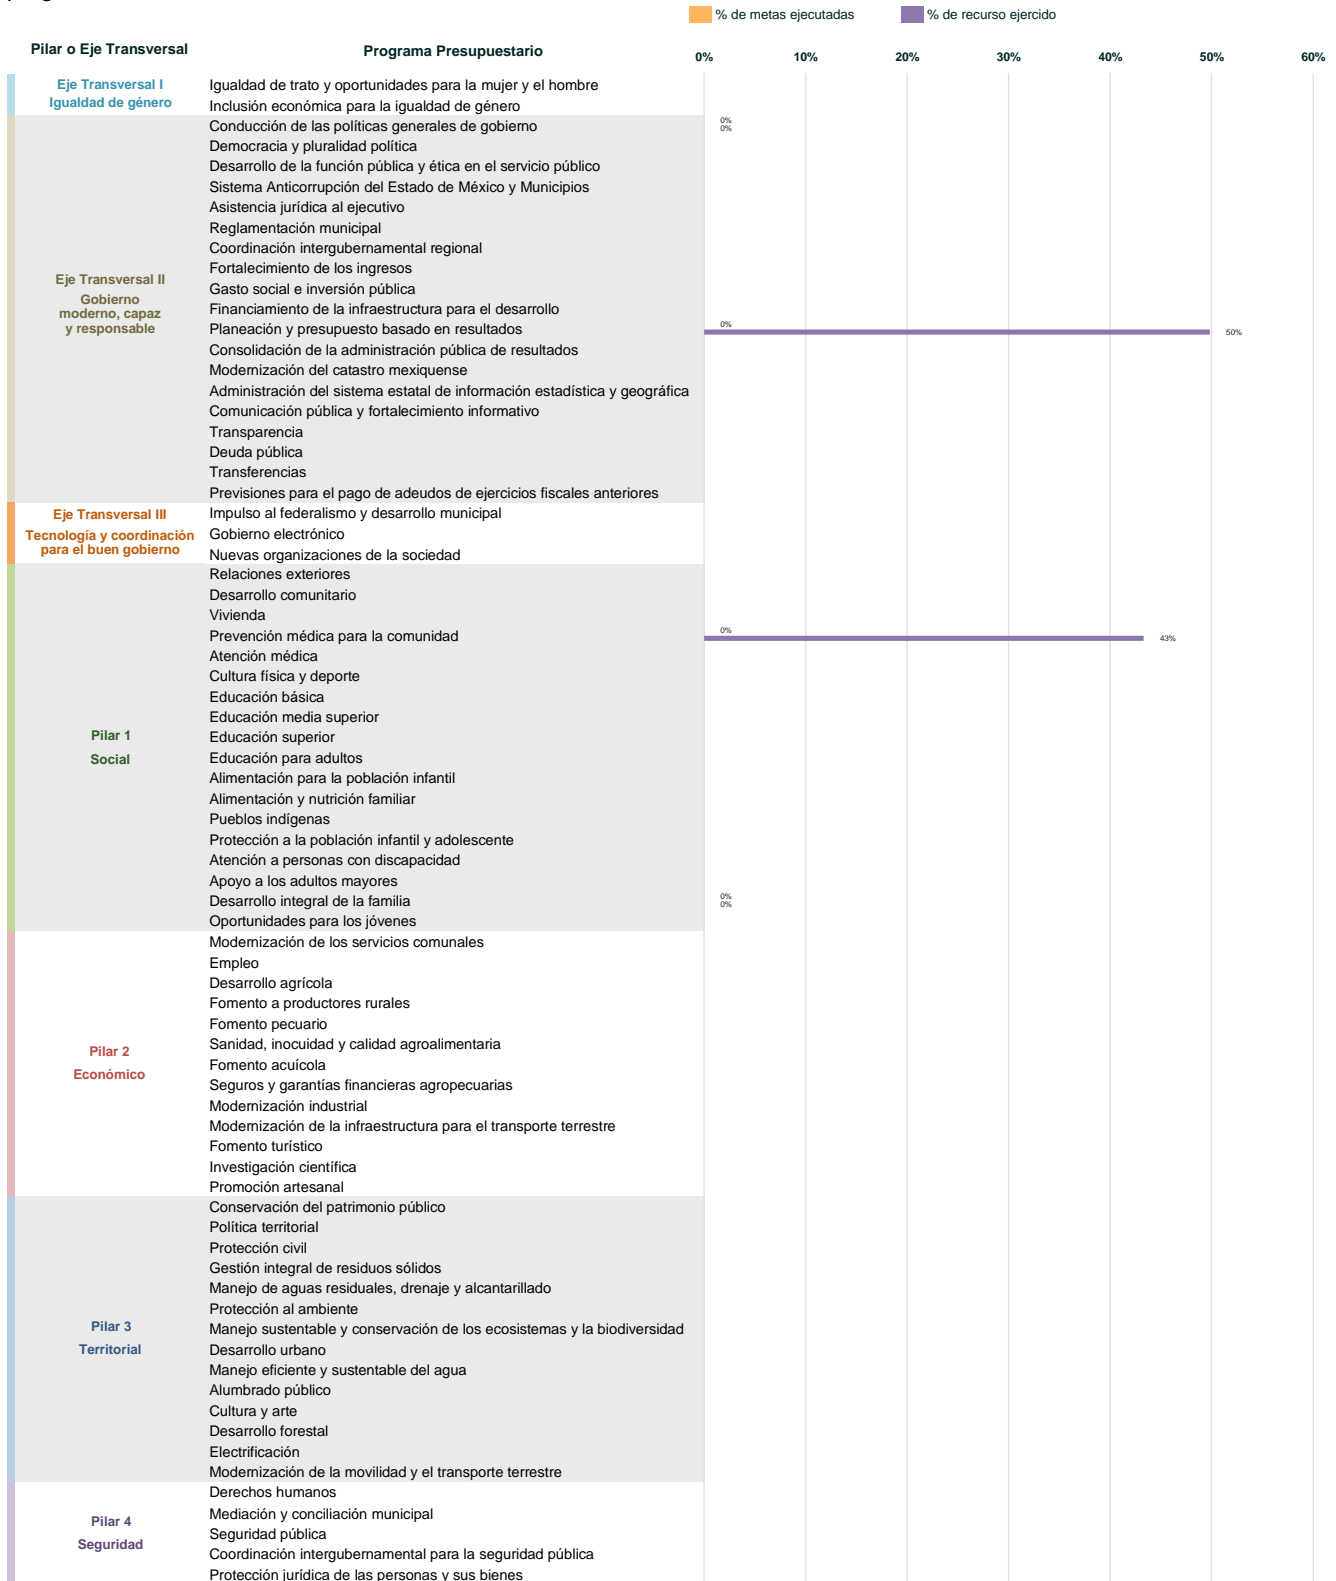 % de metas ejecutadas % de recurso ejercido
Pilar o Eje Transversal Programa Presupuestario 0% 10% 20% 30% 40% 50% 60%
Eje Transversal I
Igualdad de género
Igualdad de trato y oportunidades para la mujer y el hombre
Inclusión económica para la igualdad de género
Eje Transversal II
Gobierno
moderno, capaz
y responsable
Conducción de las políticas generales de gobierno 0%
0%
Democracia y pluralidad política
Desarrollo de la función pública y ética en el servicio público
Sistema Anticorrupción del Estado de México y Municipios
Asistencia jurídica al ejecutivo
Reglamentación municipal
Coordinación intergubernamental regional
Fortalecimiento de los ingresos
Gasto social e inversión pública
Financiamiento de la infraestructura para el desarrollo
Planeación y presupuesto basado en resultados 0%
50%
Consolidación de la administración pública de resultados
Modernización del catastro mexiquense
Administración del sistema estatal de información estadística y geográfica
Comunicación pública y fortalecimiento informativo
Transparencia
Deuda pública
Transferencias
Previsiones para el pago de adeudos de ejercicios fiscales anteriores
Eje Transversal III
Tecnología y coordinación
para el buen gobierno
Impulso al federalismo y desarrollo municipal
Gobierno electrónico
Nuevas organizaciones de la sociedad
Pilar 1
Social
Relaciones exteriores
Desarrollo comunitario
Vivienda
Prevención médica para la comunidad 0%
43%
Atención médica
Cultura física y deporte
Educación básica
Educación media superior
Educación superior
Educación para adultos
Alimentación para la población infantil
Alimentación y nutrición familiar
Pueblos indígenas
Protección a la población infantil y adolescente
Atención a personas con discapacidad
Apoyo a los adultos mayores
Desarrollo integral de la familia 0%
0%
Oportunidades para los jóvenes
Pilar 2
Económico
Modernización de los servicios comunales
Empleo
Desarrollo agrícola
Fomento a productores rurales
Fomento pecuario
Sanidad, inocuidad y calidad agroalimentaria
Fomento acuícola
Seguros y garantías financieras agropecuarias
Modernización industrial
Modernización de la infraestructura para el transporte terrestre
Fomento turístico
Investigación científica
Promoción artesanal
Pilar 3
Territorial
Conservación del patrimonio público
Política territorial
Protección civil
Gestión integral de residuos sólidos
Manejo de aguas residuales, drenaje y alcantarillado
Protección al ambiente
Manejo sustentable y conservación de los ecosistemas y la biodiversidad
Desarrollo urbano
Manejo eficiente y sustentable del agua
Alumbrado público
Cultura y arte
Desarrollo forestal
Electrificación
Modernización de la movilidad y el transporte terrestre
Pilar 4
Seguridad
Derechos humanos
Mediación y conciliación municipal
Seguridad pública
Coordinación intergubernamental para la seguridad pública
Protección jurídica de las personas y sus bienes